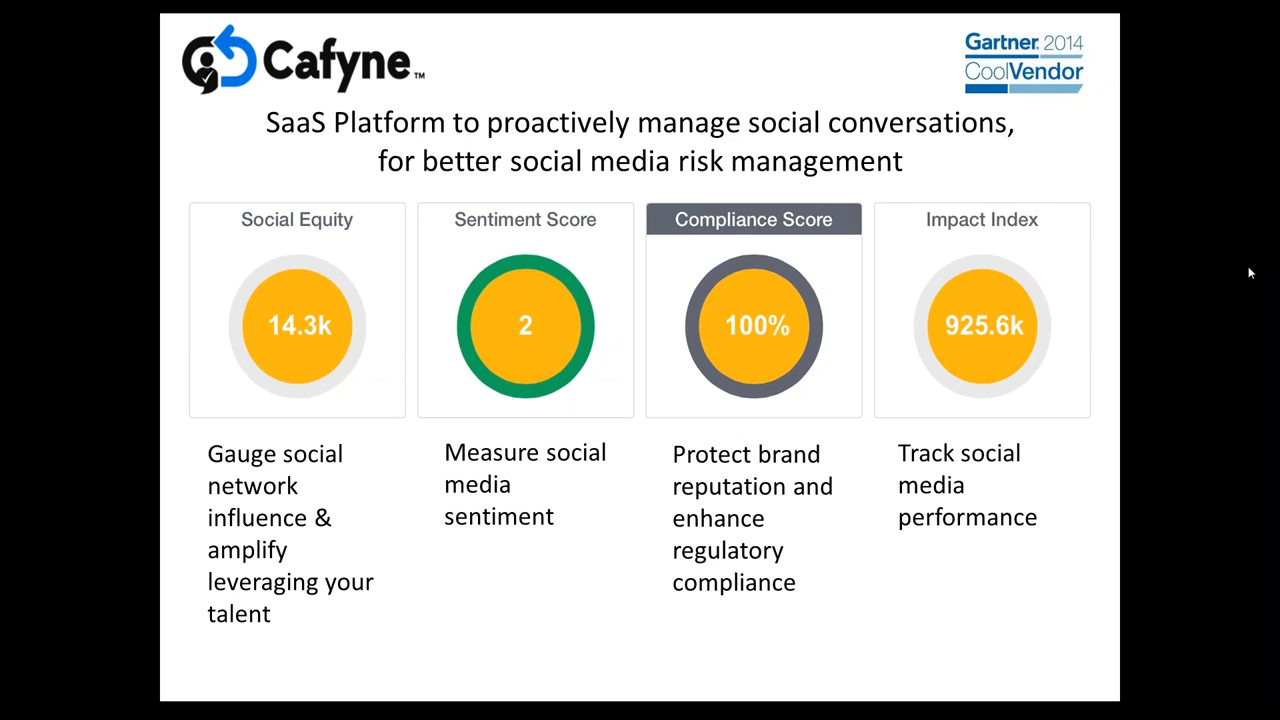 Cafyne™
Gartner 2014
CoolVendor
SaaS Platform to proactively manage social conversations,
for better social media risk management
Social Equity
14.3k
Gauge social
network
influence &
amplify
leveraging your
talent
Sentiment Score
2
Measure social
media
sentiment
Compliance Score
100%
Protect brand
reputation and
enhance
regulatory
compliance
Impact Index
925.6k
Track social
media
performance